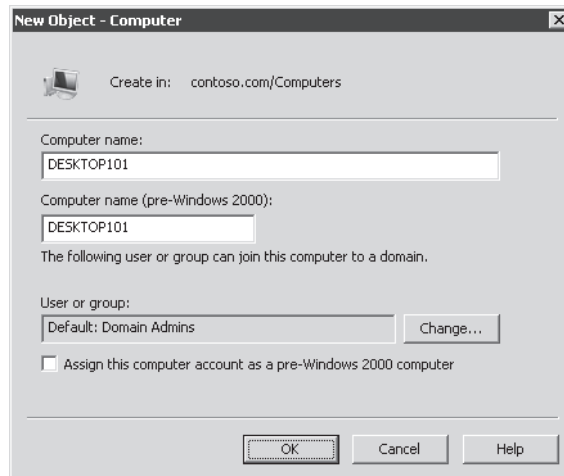 New Object - Computer
Create in: contoso.com/Computers
Computer name:
DESKTOP101
Computer name (pre-Windows 2000):
DESKTOP101
The following user or group can join this computer to a domain.
User or group:
Default: Domain Admins
Change...
Assign this computer account as a pre-Windows 2000 computer
OK Cancel Help